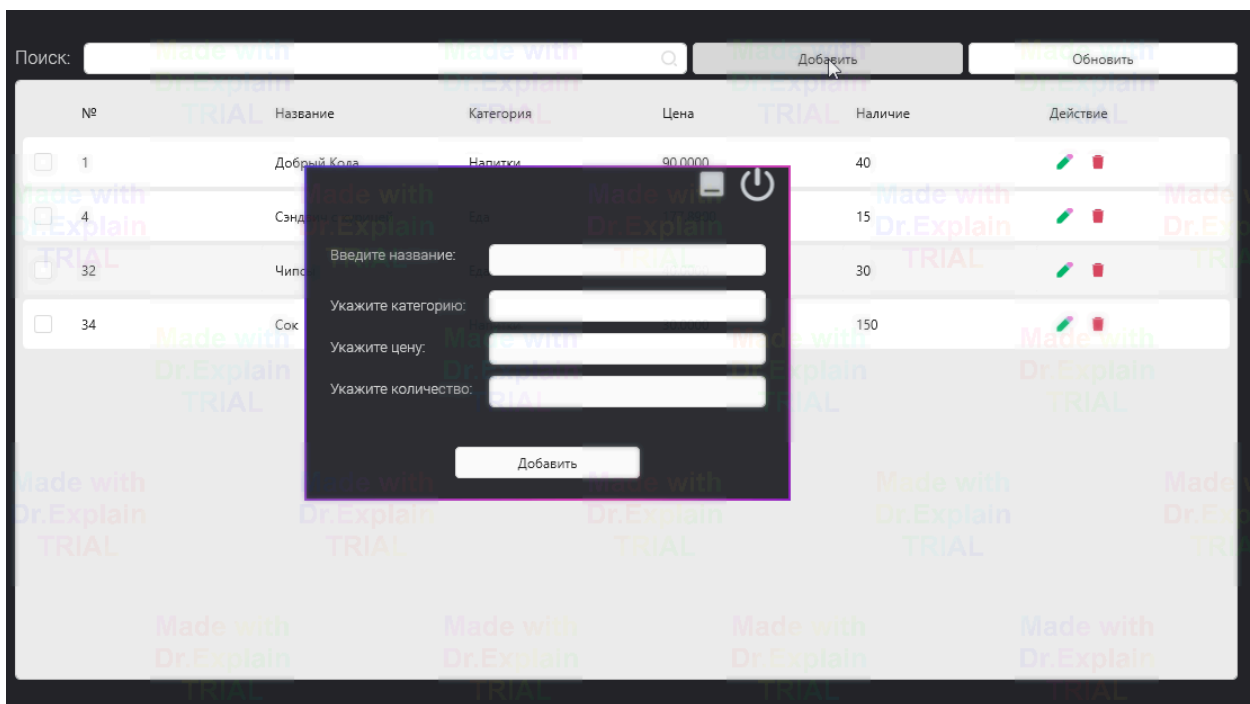 Поиск:
Добавить
Обновить
№ Название Категория Цена Наличие Действие
1 Добрый Кола Напитки 90.0000 40
4 15
32 Чипсы 30
34 Сок 150
Введите название:
Укажите категорию:
Укажите цену:
Укажите количество:
Добавить
Made with
Dr.Explain
TRIAL